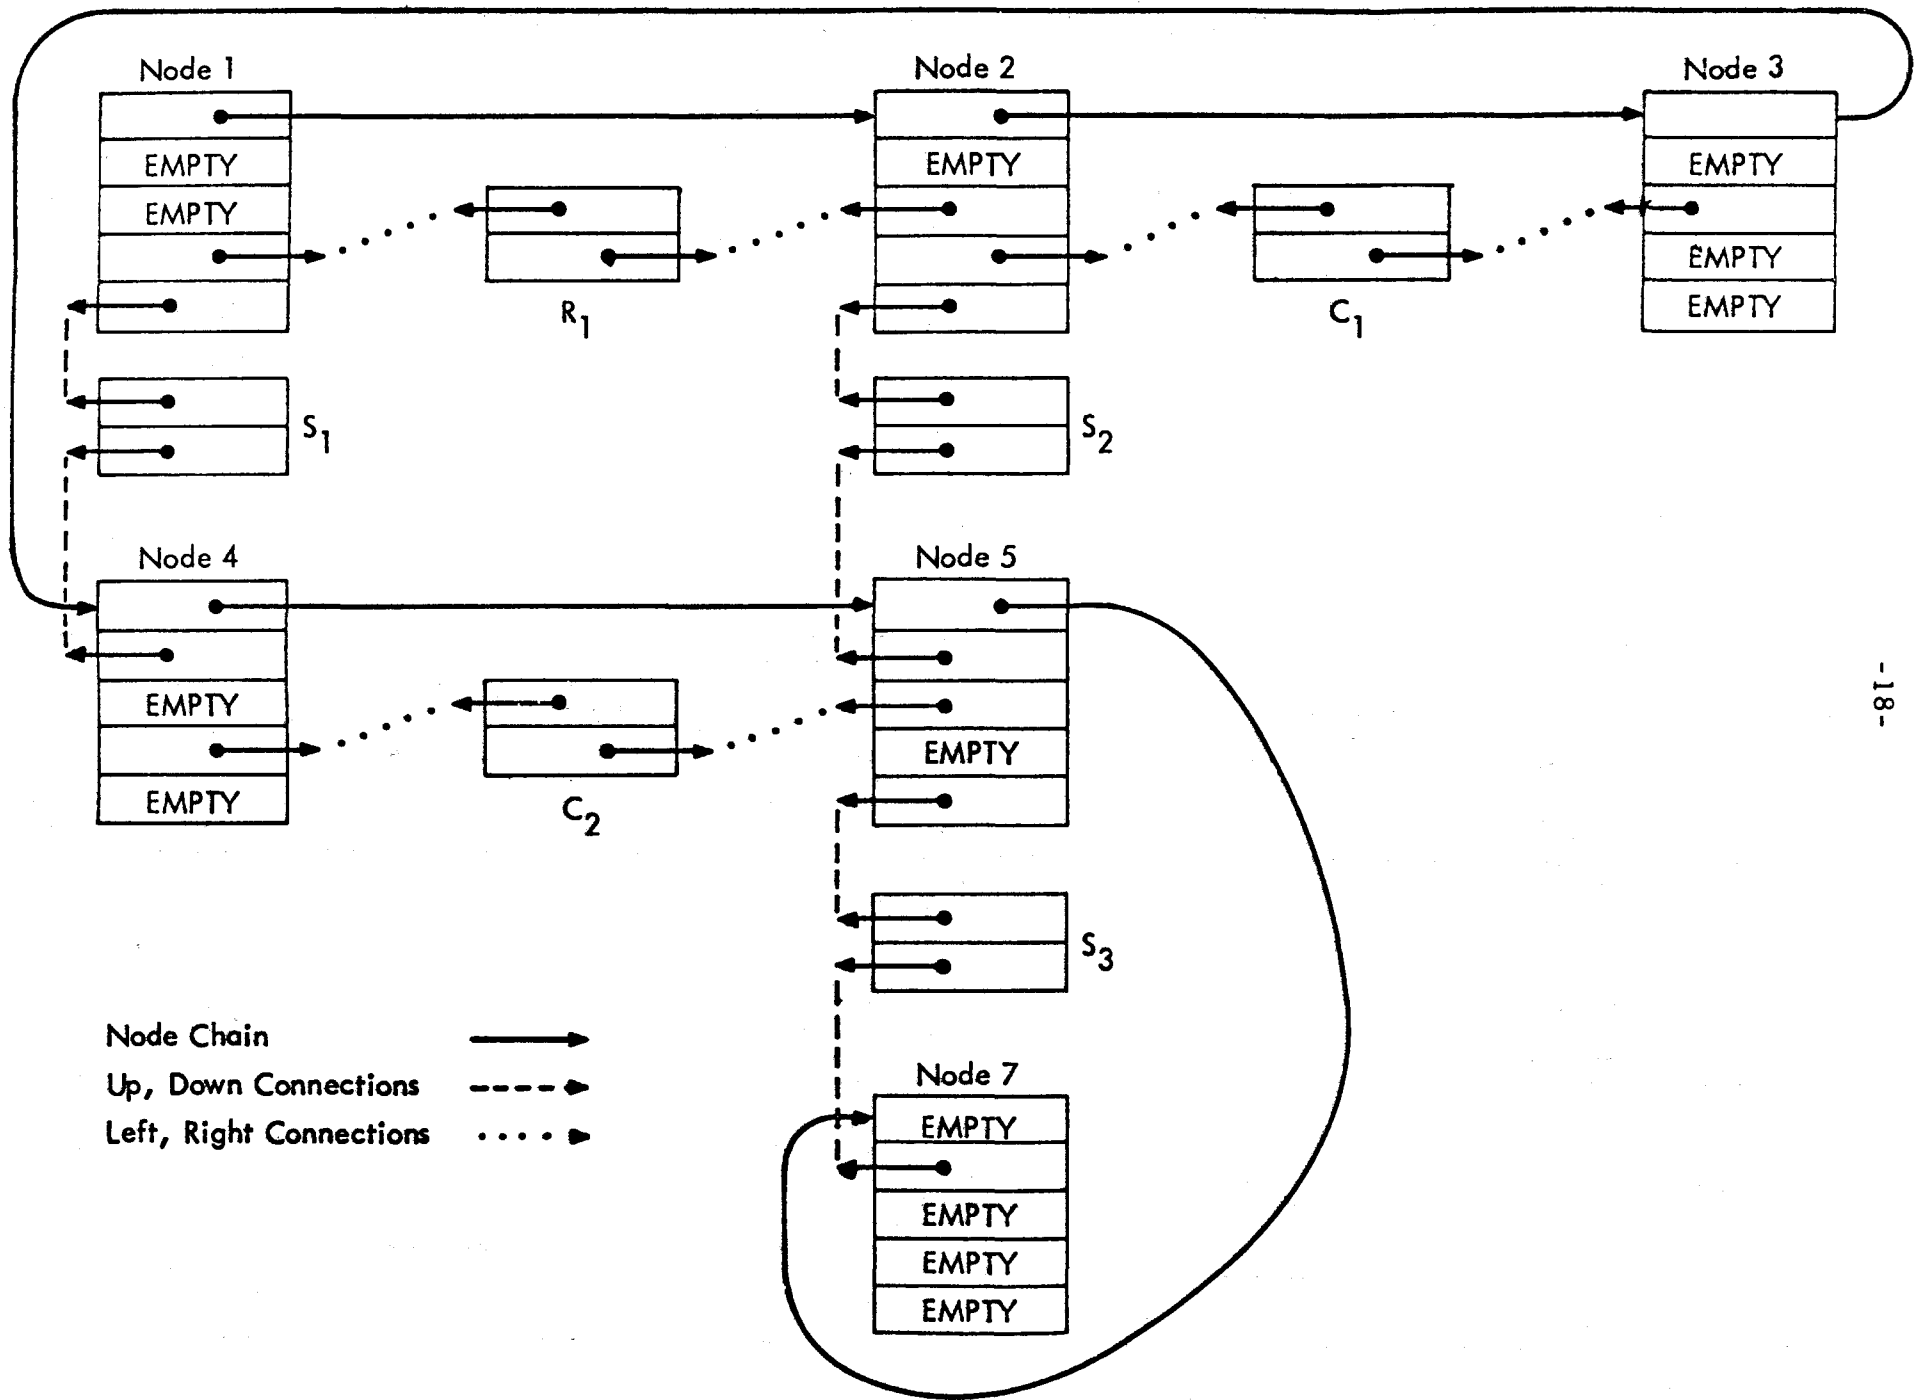 Node 1
Node 2
Node 3
EMPTY
EMPTY
EMPTY
EMPTY
EMPTY
EMPTY
R1
C1
S1
S2
Node 4
Node 5
EMPTY
EMPTY
EMPTY
C2
S3
Node 7
EMPTY
EMPTY
EMPTY
EMPTY
Node Chain
Up, Down Connections
Left, Right Connections
-18-